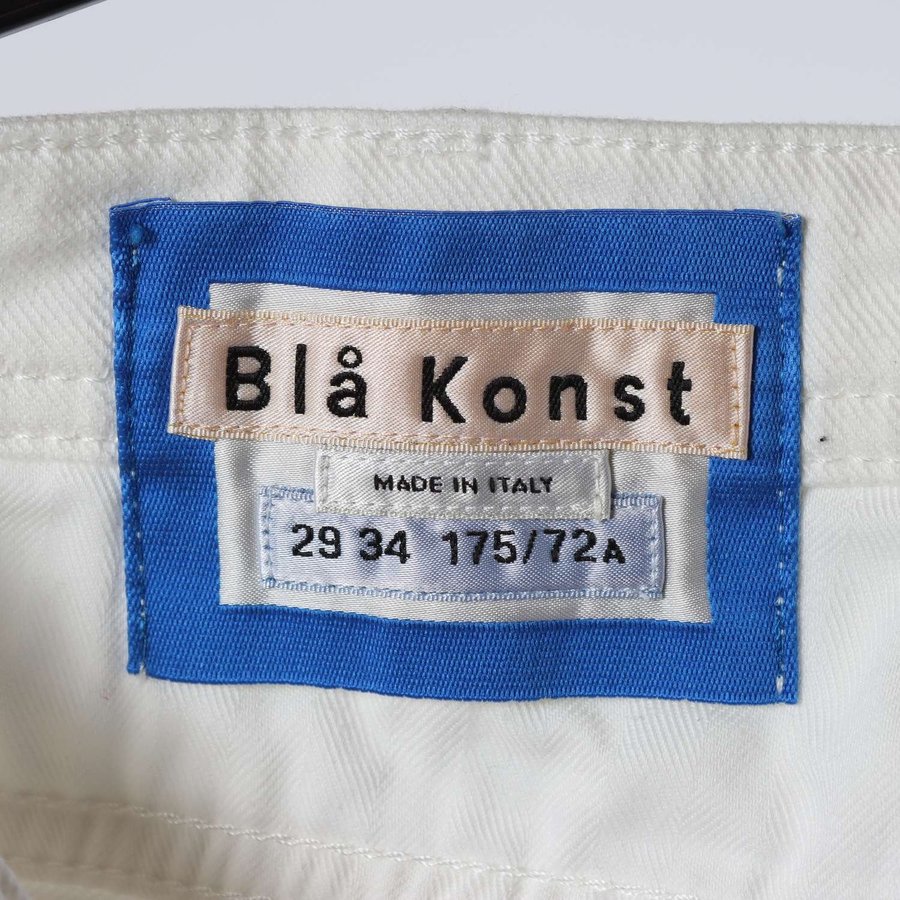 Blå Konst
MADE IN ITALY
29 34 175/72A